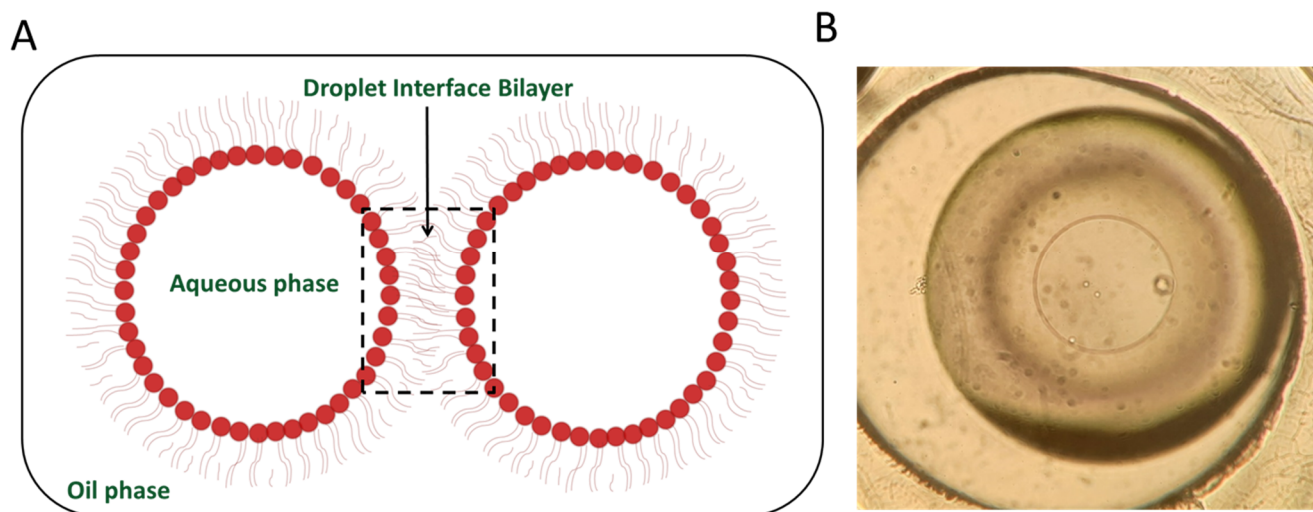 A
B
Droplet Interface Bilayer
Aqueous phase
Oil phase